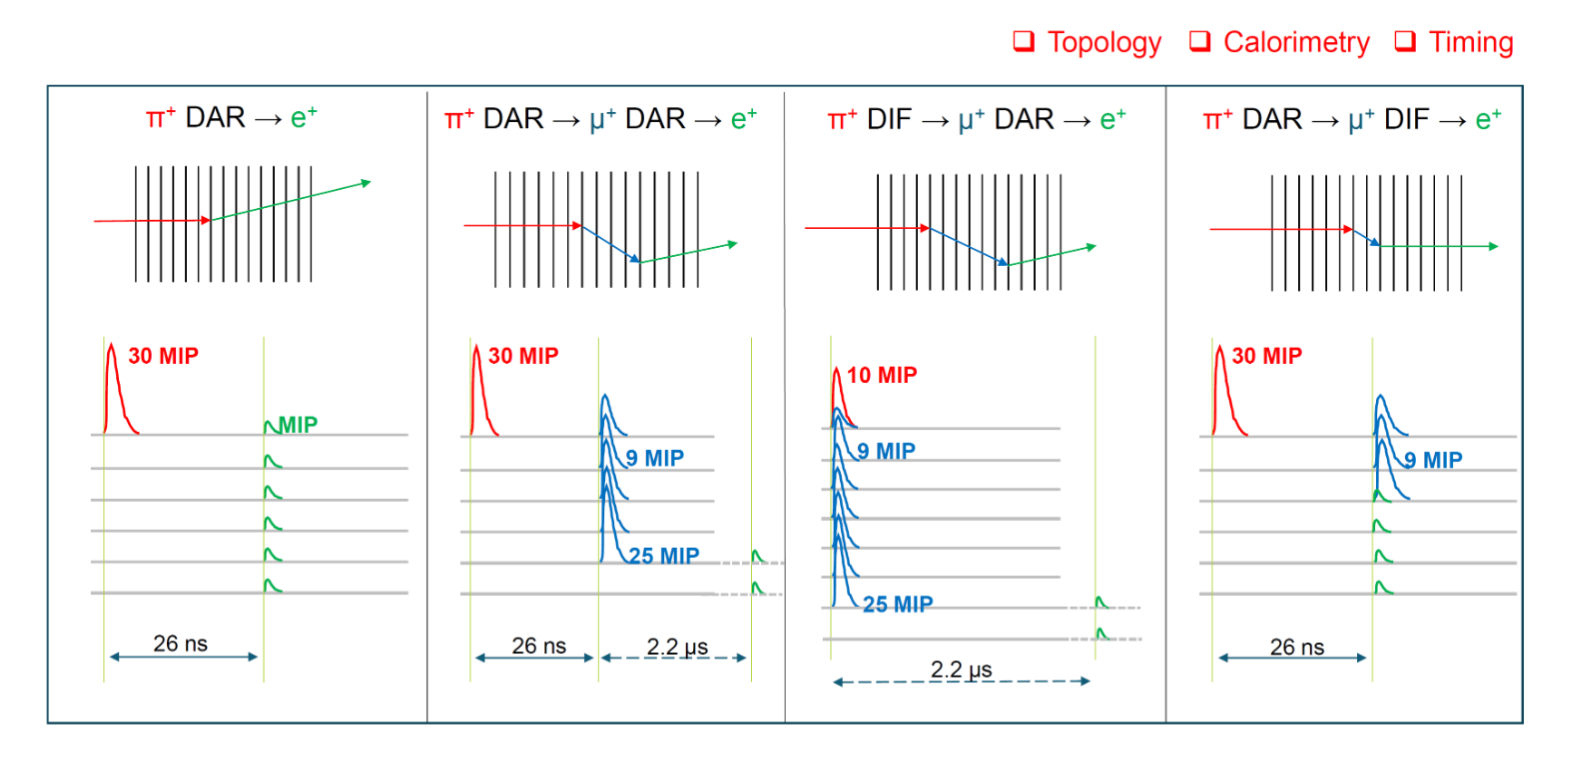 ❑ Topology ❑ Calorimetry ❑ Timing
π⁺ DAR → e⁺
30 MIP
MIP
26 ns
π⁺ DAR → μ⁺ DAR → e⁺
30 MIP
9 MIP
25 MIP
26 ns
2.2 μs
π⁺ DIF → μ⁺ DAR → e⁺
10 MIP
9 MIP
25 MIP
2.2 μs
π⁺ DAR → μ⁺ DIF → e⁺
30 MIP
9 MIP
26 ns